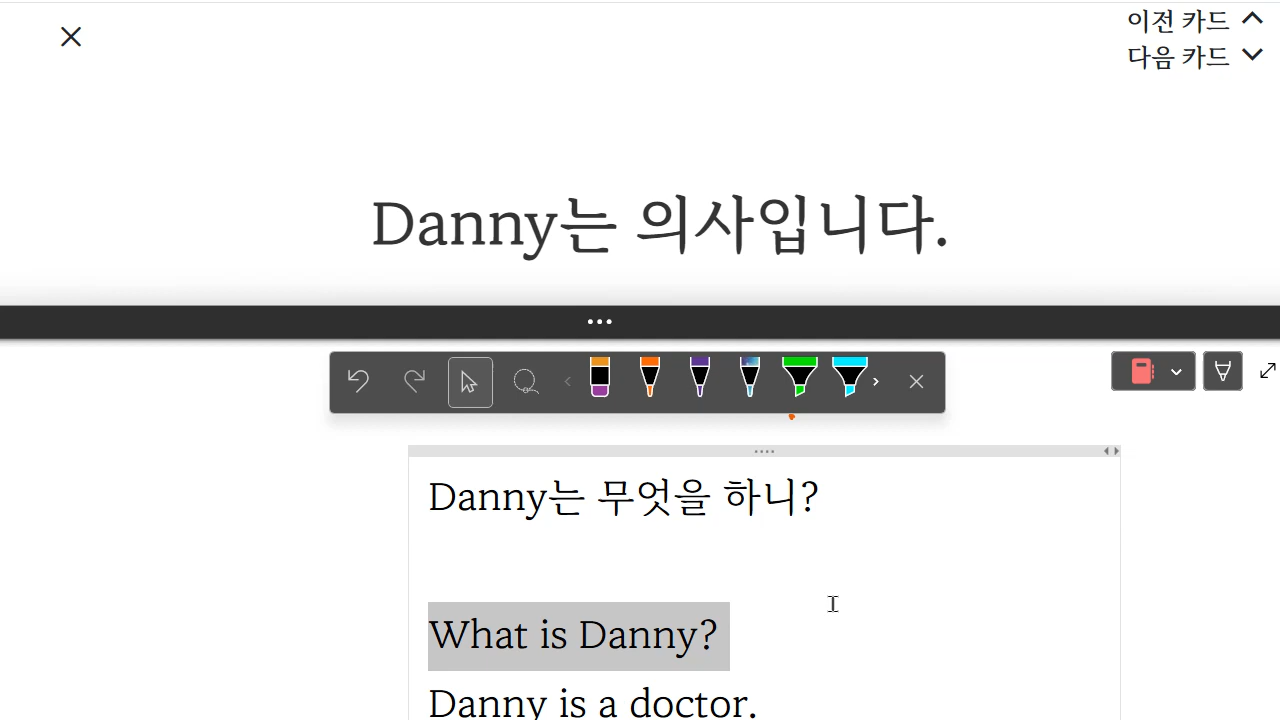 이전 카드
다음 카드
Danny는 의사입니다.
Danny는 무엇을 하니?
What is Danny?
Danny is a doctor.